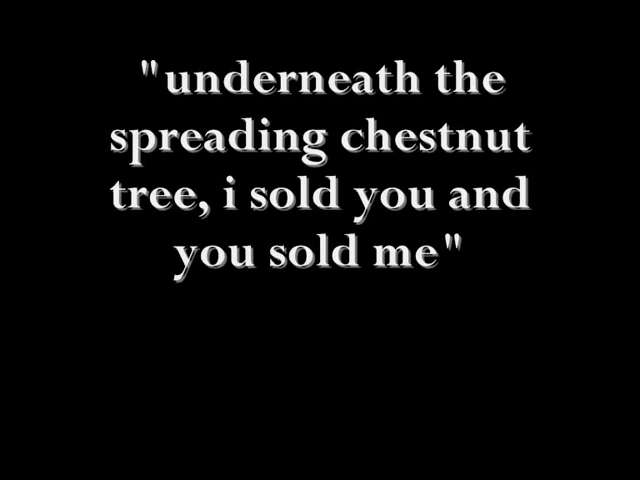 "underneath the
spreading chestnut
tree, i sold you and
you sold me"